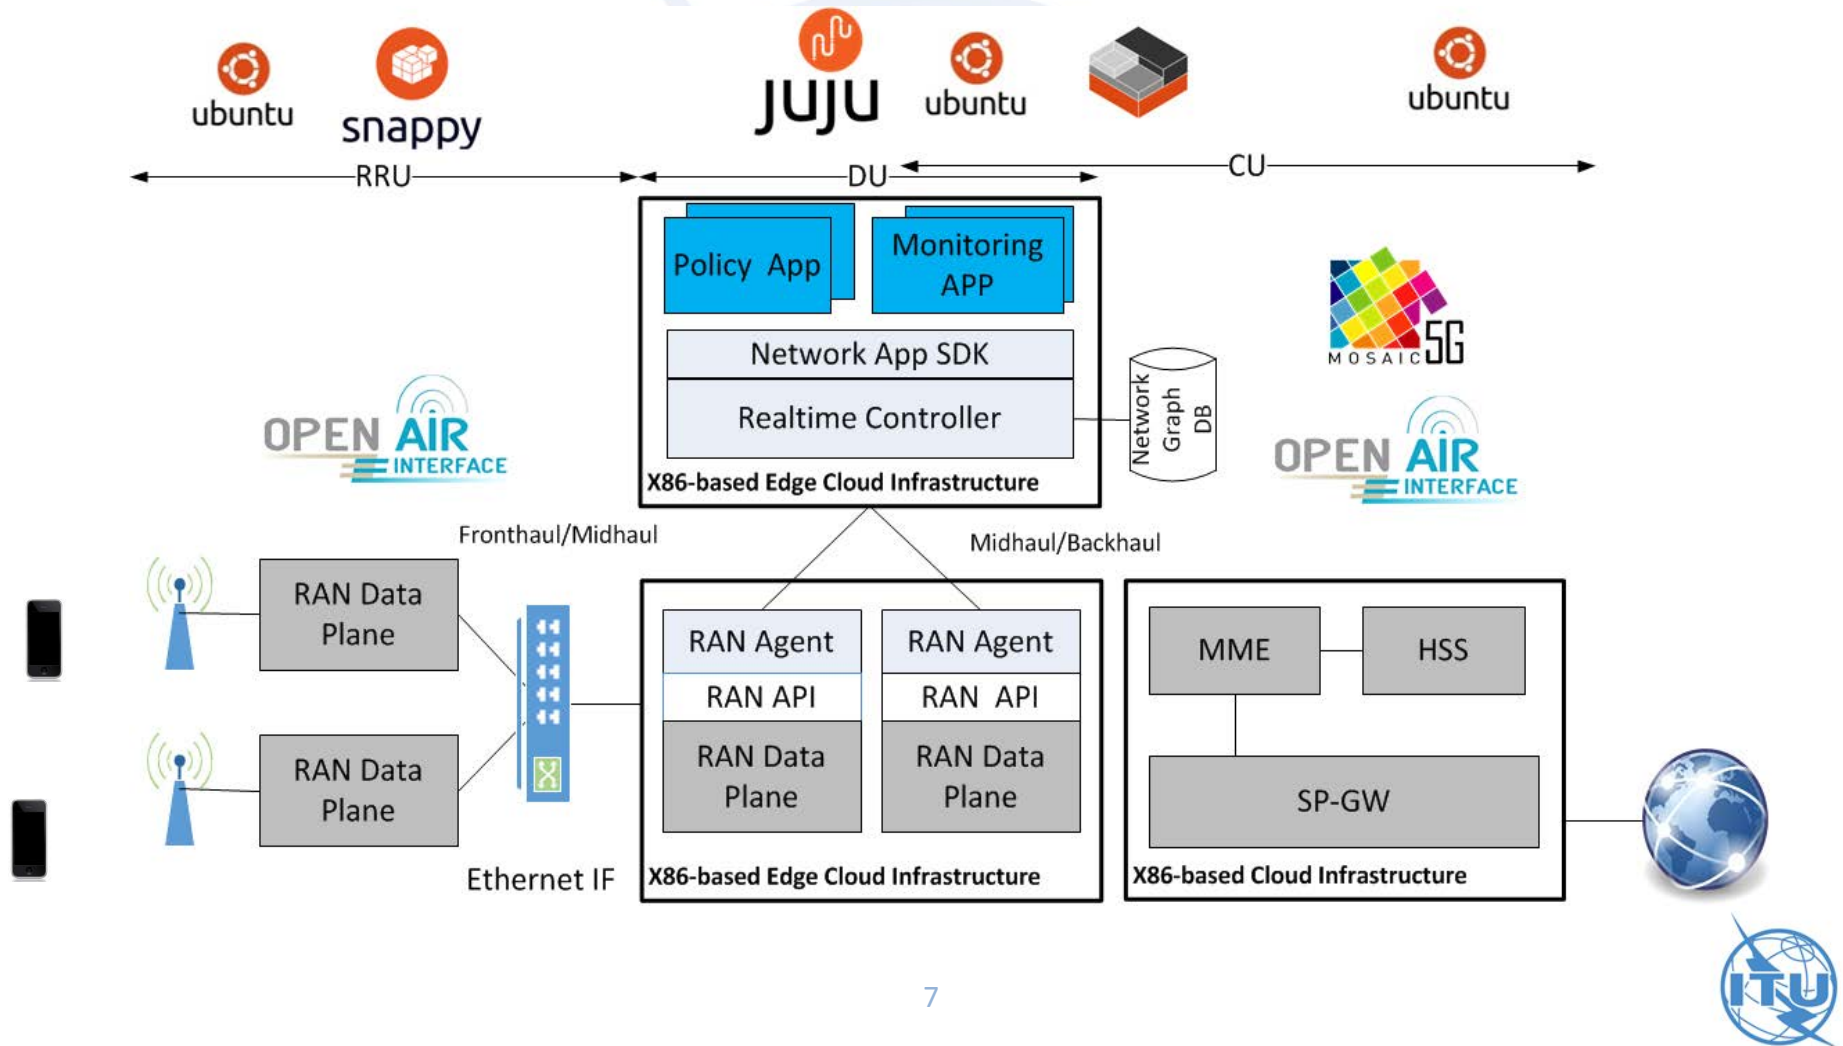 ubuntu
snappy
juju
ubuntu
ubuntu
RRU
DU
CU
Policy App
Monitoring
APP
Network App SDK
Realtime Controller
X86-based Edge Cloud Infrastructure
Network
Graph
DB
MOSAIC5G
OPEN AIR
INTERFACE
OPEN AIR
INTERFACE
Fronthaul/Midhaul
Midhaul/Backhaul
RAN Data
Plane
RAN Data
Plane
Ethernet IF
RAN Agent
RAN API
RAN Data
Plane
RAN Agent
RAN API
RAN Data
Plane
X86-based Edge Cloud Infrastructure
MME
HSS
SP-GW
X86-based Cloud Infrastructure
7
ITU